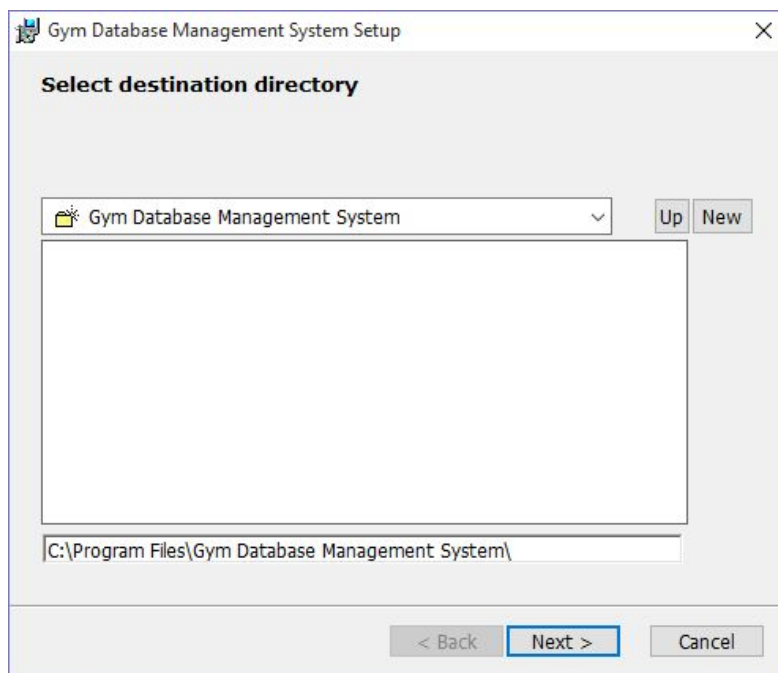 Gym Database Management System Setup
Select destination directory
Gym Database Management System
Up
New
C:\Program Files\Gym Database Management System\
< Back
Next >
Cancel